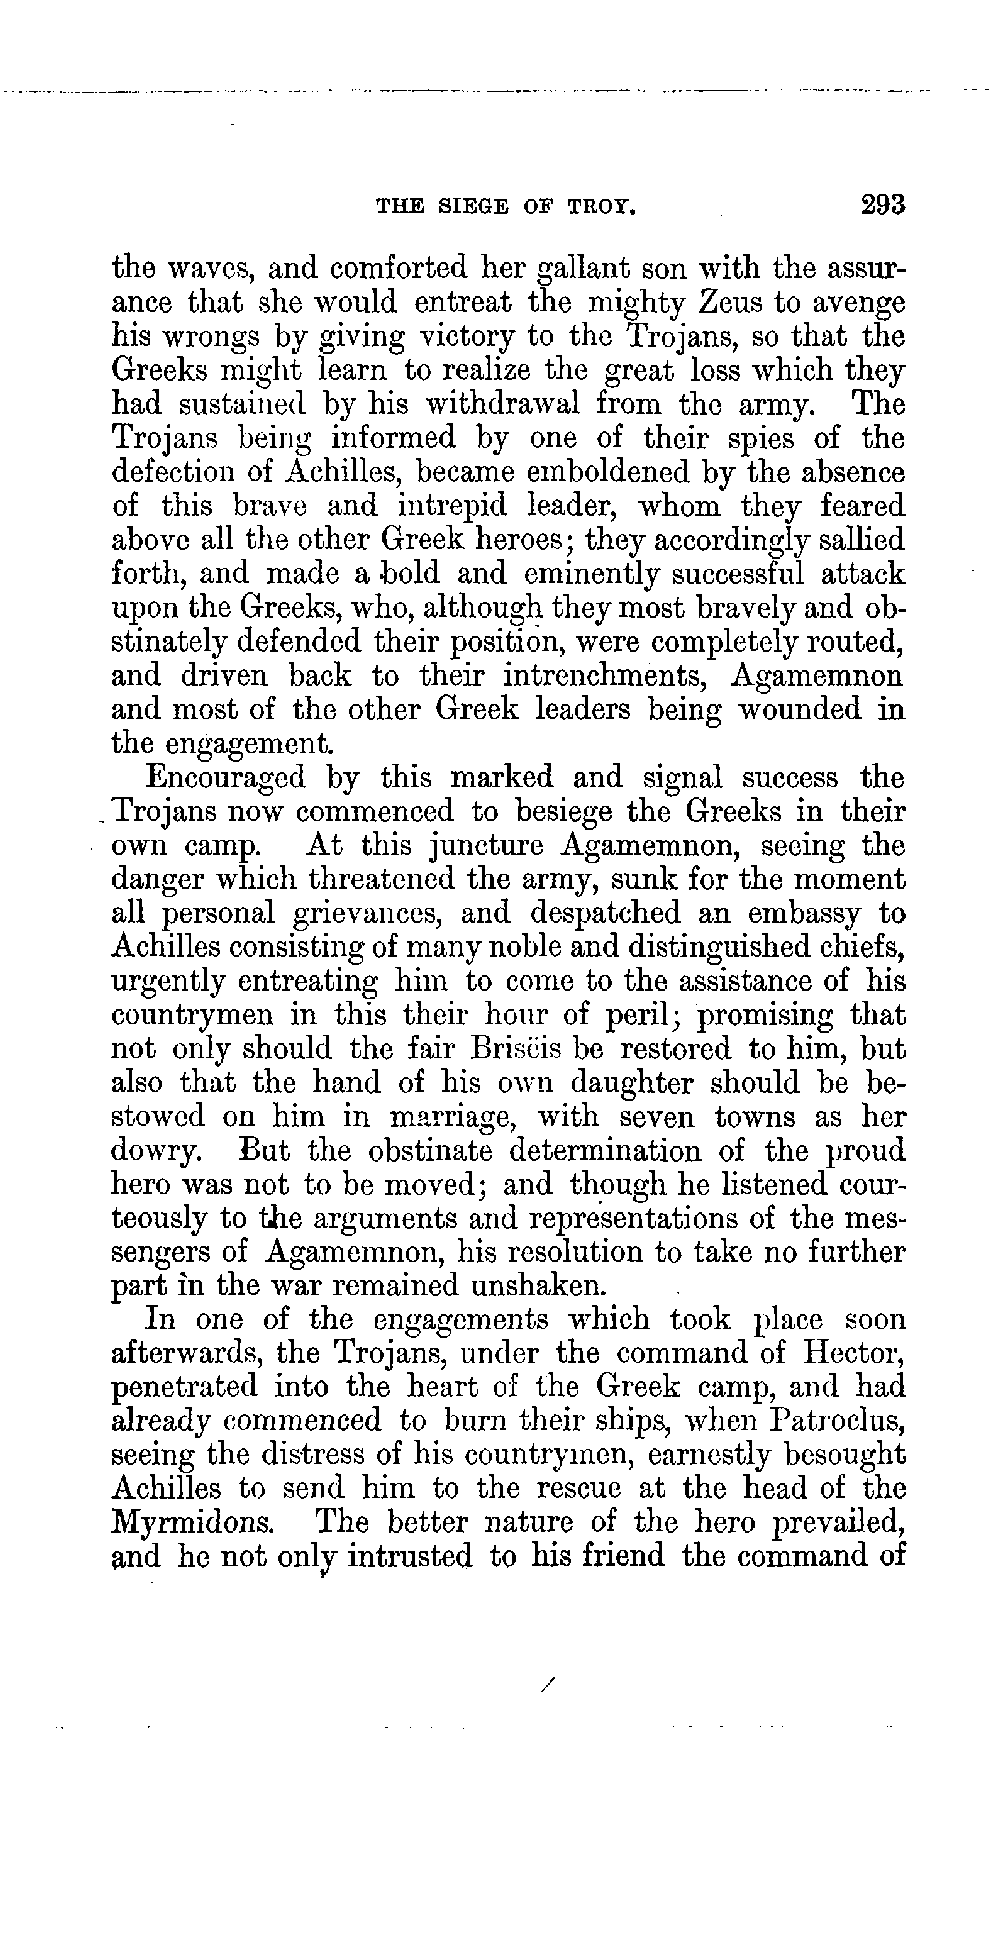 THE SIEGE OF TROY. 293
the waves, and comforted her gallant son with the assur-
ance that she would entreat the mighty Zeus to avenge
his wrongs by giving victory to the Trojans, so that the
Greeks might learn to realize the great loss which they
had sustained by his withdrawal from the army. The
Trojans being informed by one of their spies of the
defection of Achilles, became emboldened by the absence
of this brave and intrepid leader, whom they feared
above all the other Greek heroes; they accordingly sallied
forth, and made a bold and eminently successful attack
upon the Greeks, who, although they most bravely and ob-
stinately defended their position, were completely routed,
and driven back to their intrenchments, Agamemnon
and most of the other Greek leaders being wounded in
the engagement.
Encouraged by this marked and signal success the
Trojans now commenced to besiege the Greeks in their
own camp. At this juncture Agamemnon, seeing the
danger which threatened the army, sunk for the moment
all personal grievances, and despatched an embassy to
Achilles consisting of many noble and distinguished chiefs,
urgently entreating him to come to the assistance of his
countrymen in this their hour of peril; promising that
not only should the fair Briseïs be restored to him, but
also that the hand of his own daughter should be be-
stowed on him in marriage, with seven towns as her
dowry. But the obstinate determination of the proud
hero was not to be moved; and though he listened cour-
teously to the arguments and representations of the mes-
sengers of Agamemnon, his resolution to take no further
part in the war remained unshaken.
In one of the engagements which took place soon
afterwards, the Trojans, under the command of Hector,
penetrated into the heart of the Greek camp, and had
already commenced to burn their ships, when Patroclus,
seeing the distress of his countrymen, earnestly besought
Achilles to send him to the rescue at the head of the
Myrmidons. The better nature of the hero prevailed,
and he not only intrusted to his friend the command of